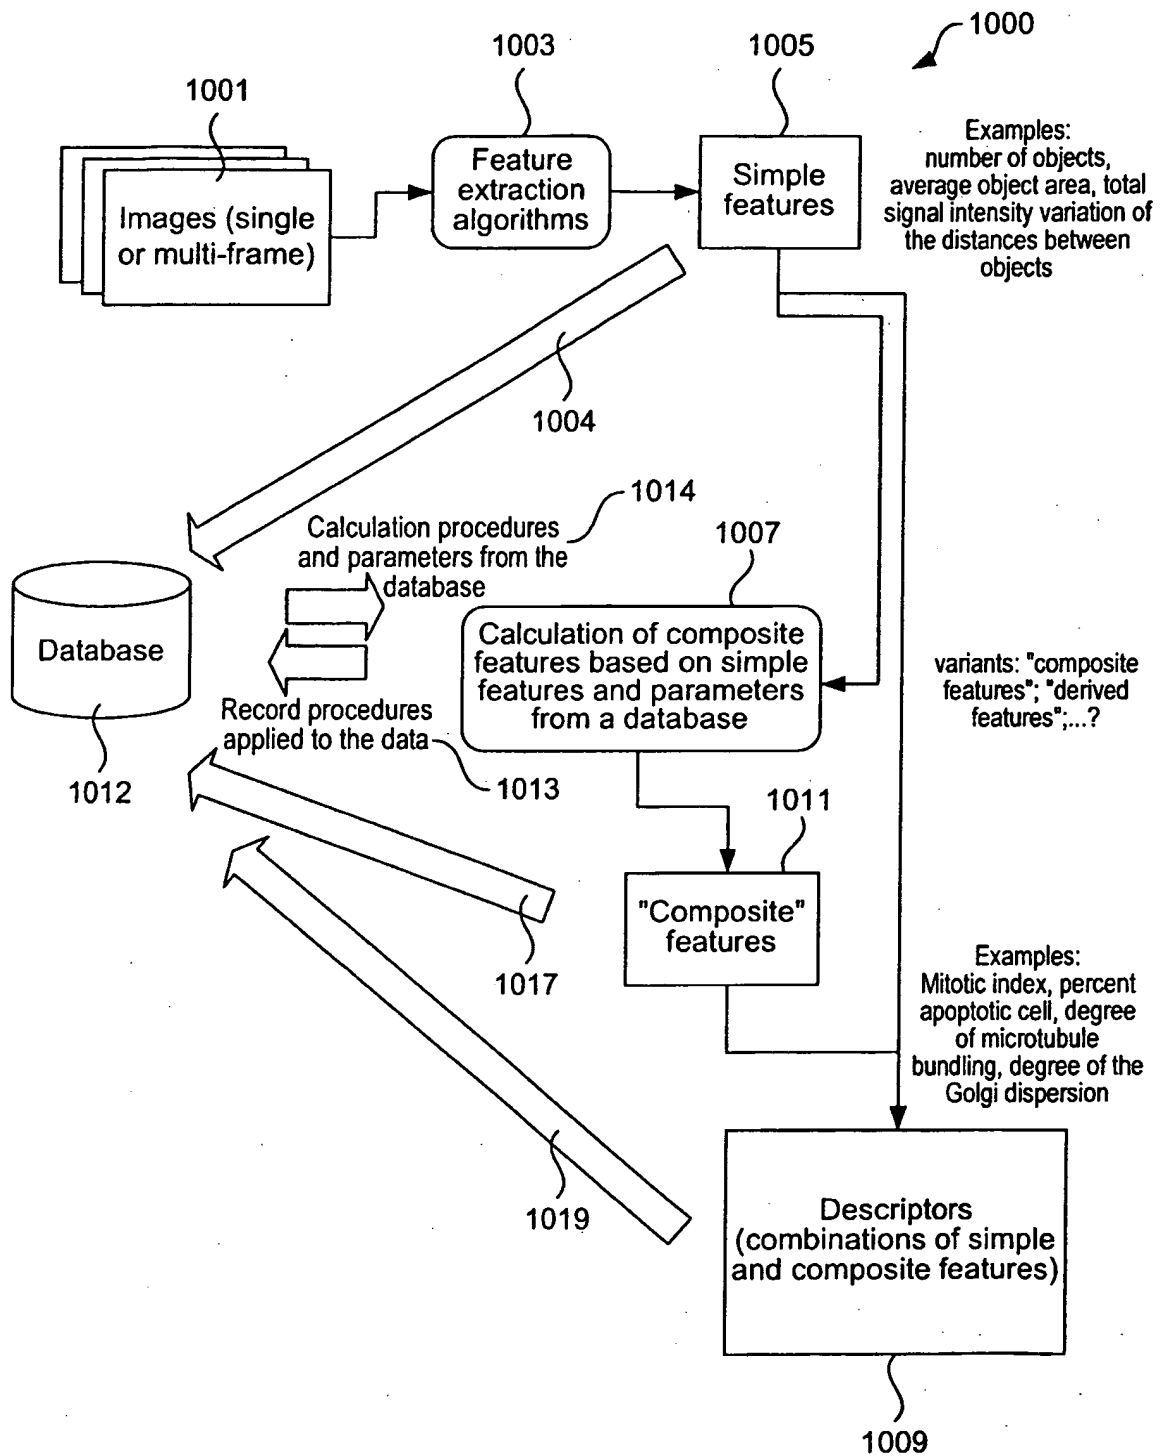 1000
1003
1005
1001
Examples:
number of objects,
average object area, total
signal intensity variation of
the distances between
objects
Feature
extraction
algorithms
Simple
features
Images (single
or multi-frame)
1004
1014
Calculation procedures
and parameters from the
database
1007
Database
Calculation of composite
features based on simple
features and parameters
from a database
variants: "composite
features"; "derived
features";...?
Record procedures
applied to the data
1013
1012
1011
"Composite"
features
1017
Examples:
Mitotic index, percent
apoptotic cell, degree
of microtubule
bundling, degree of the
Golgi dispersion
1019
Descriptors
(combinations of simple
and composite features)
1009